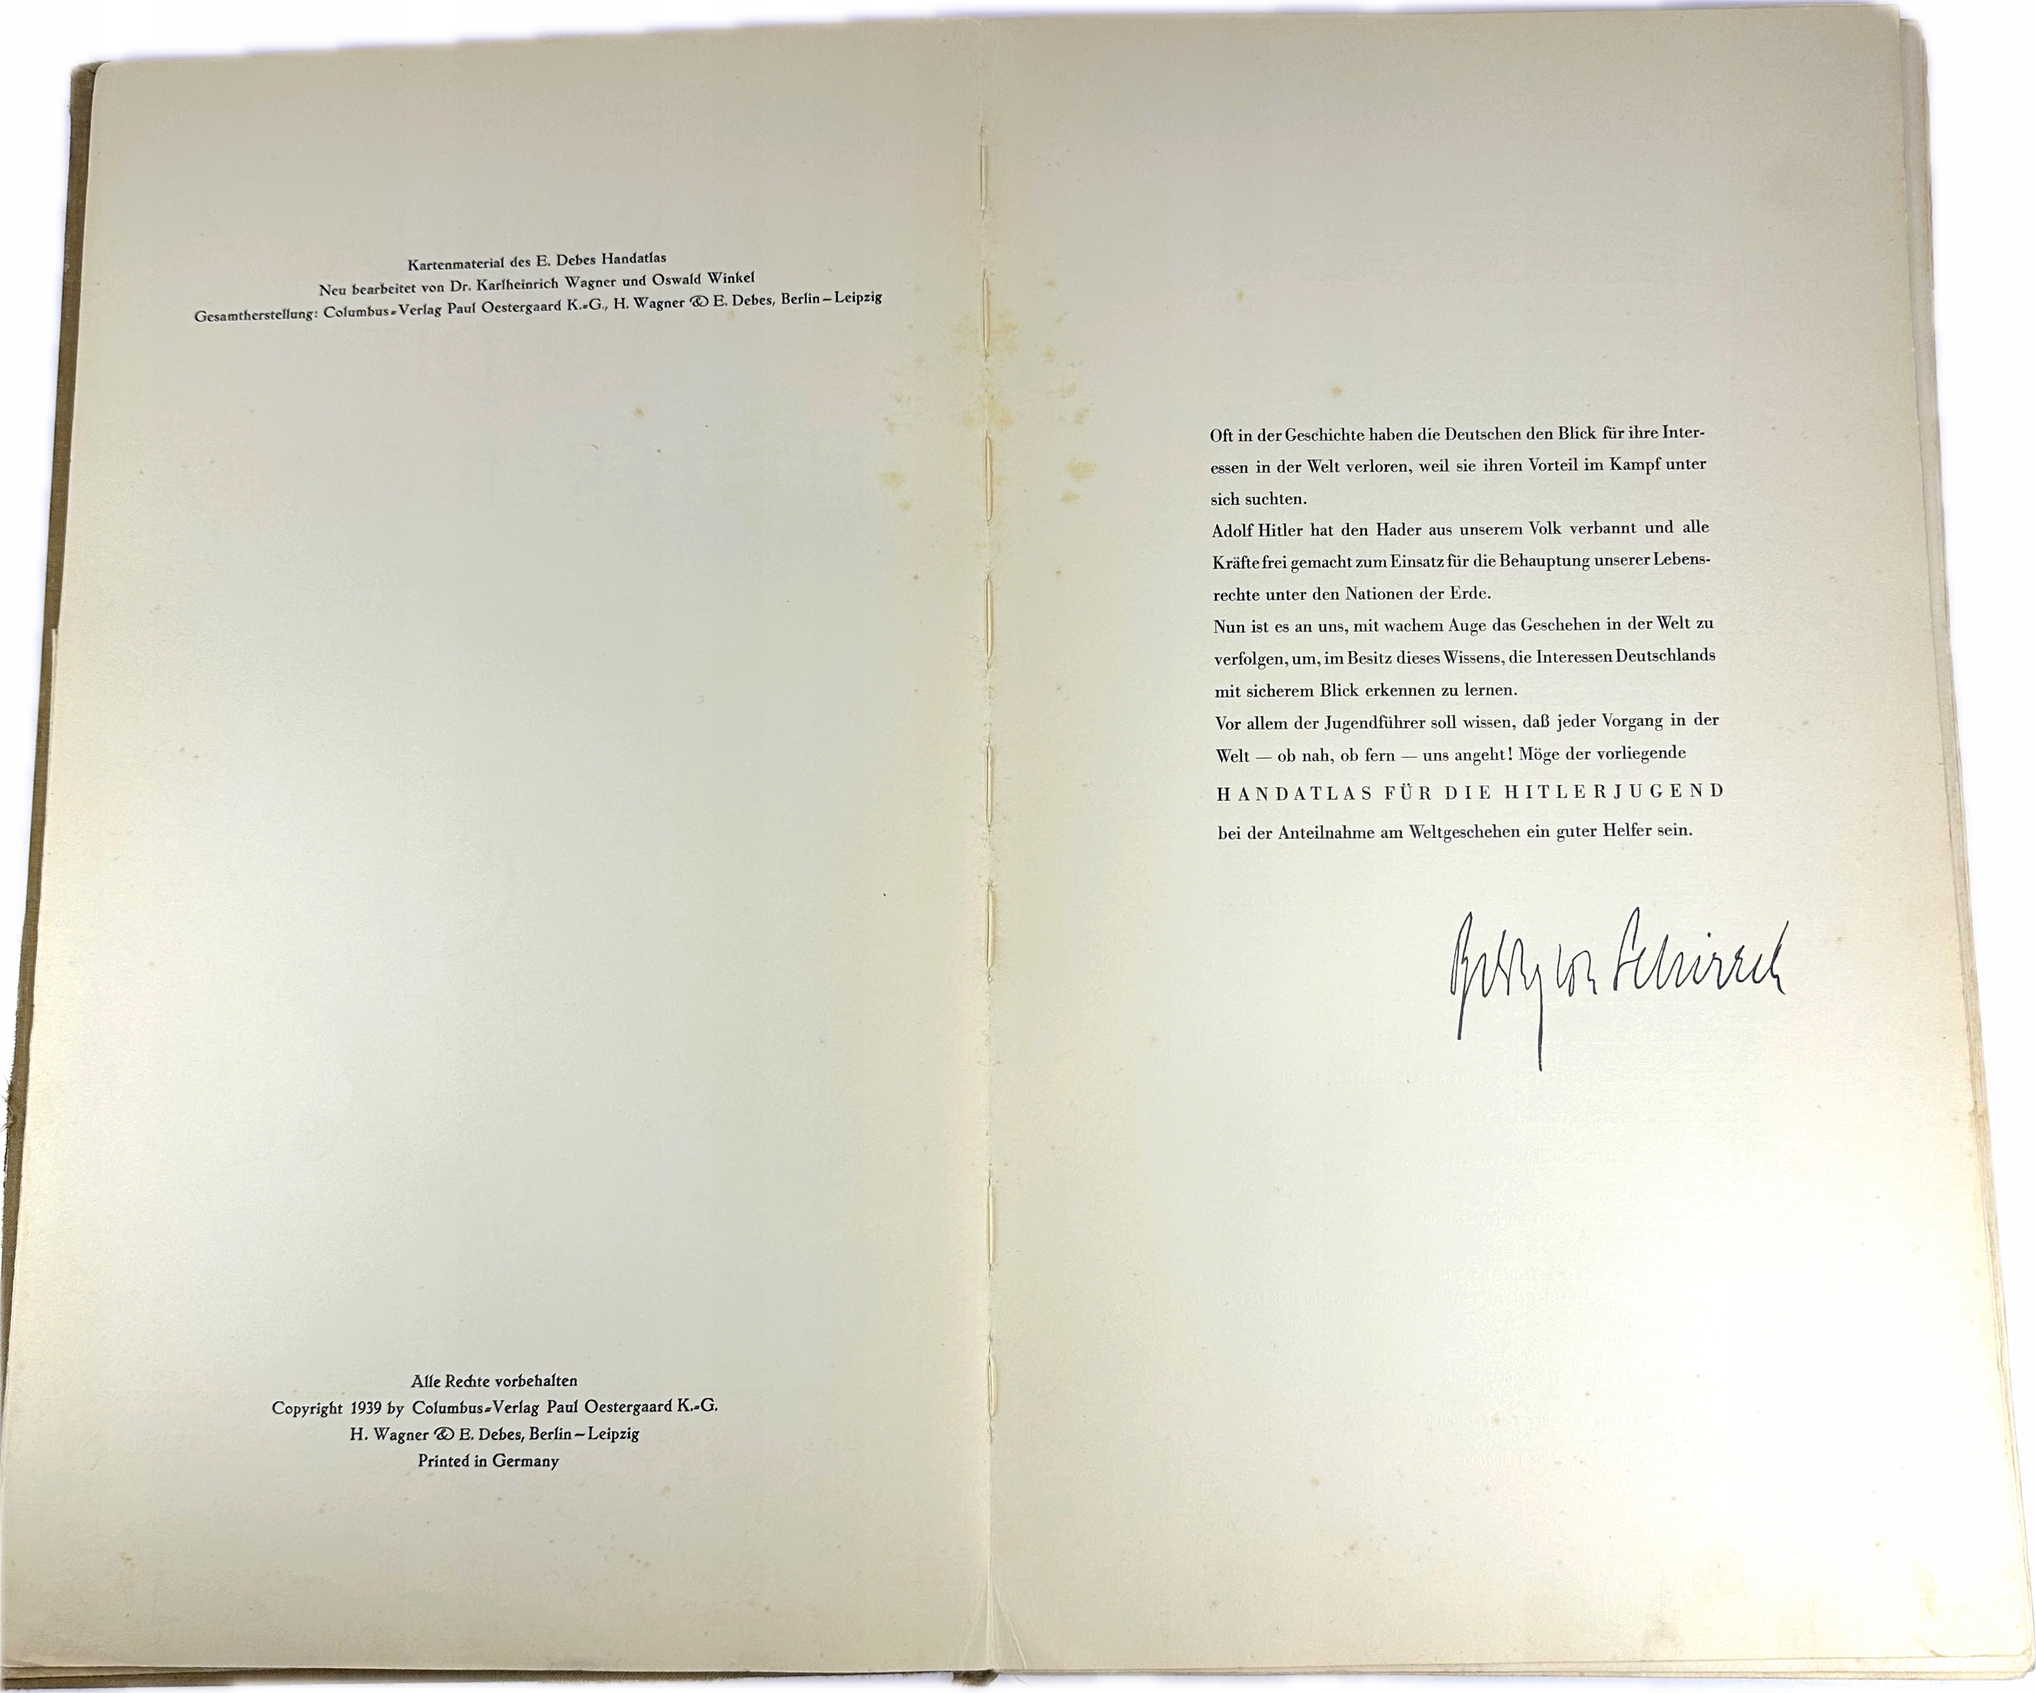 Kartenmaterial des E. Debes Handatlas
Neu bearbeitet von Dr. Karlheinrich Wagner und Oswald Winkel
Gesamtherstellung: Columbus-Verlag Paul Oestergaard K.-G., H. Wagner & E. Debes, Berlin–Leipzig
Alle Rechte vorbehalten
Copyright 1939 by Columbus-Verlag Paul Oestergaard K.-G.
H. Wagner & E. Debes, Berlin–Leipzig
Printed in Germany
Oft in der Geschichte haben die Deutschen den Blick für ihre Inter-
essen in der Welt verloren, weil sie ihren Vorteil im Kampf unter
sich suchten.
Adolf Hitler hat den Hader aus unserem Volk verbannt und alle
Kräfte frei gemacht zum Einsatz für die Behauptung unserer Lebens-
rechte unter den Nationen der Erde.
Nun ist es an uns, mit wachem Auge das Geschehen in der Welt zu
verfolgen, um, im Besitz dieses Wissens, die Interessen Deutschlands
mit sicherem Blick erkennen zu lernen.
Vor allem der Jugendführer soll wissen, daß jeder Vorgang in der
Welt — ob nah, ob fern — uns angeht! Möge der vorliegende
HANDATLAS FÜR DIE HITLERJUGEND
bei der Anteilnahme am Weltgeschehen ein guter Helfer sein.
von Schirach